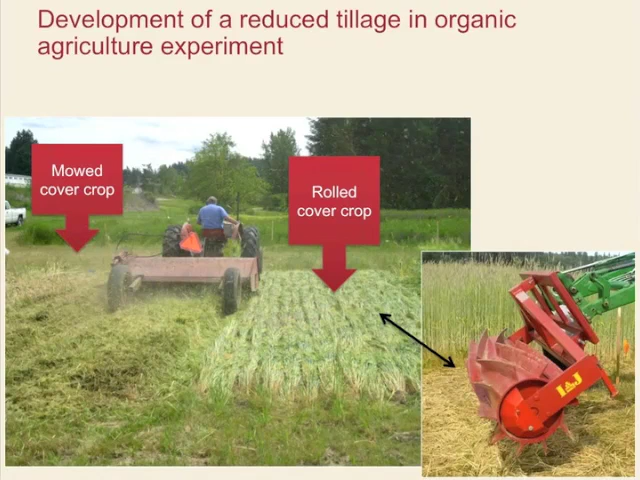 Development of a reduced tillage in organic
agriculture experiment
Mowed
cover crop
Rolled
cover crop
I&J